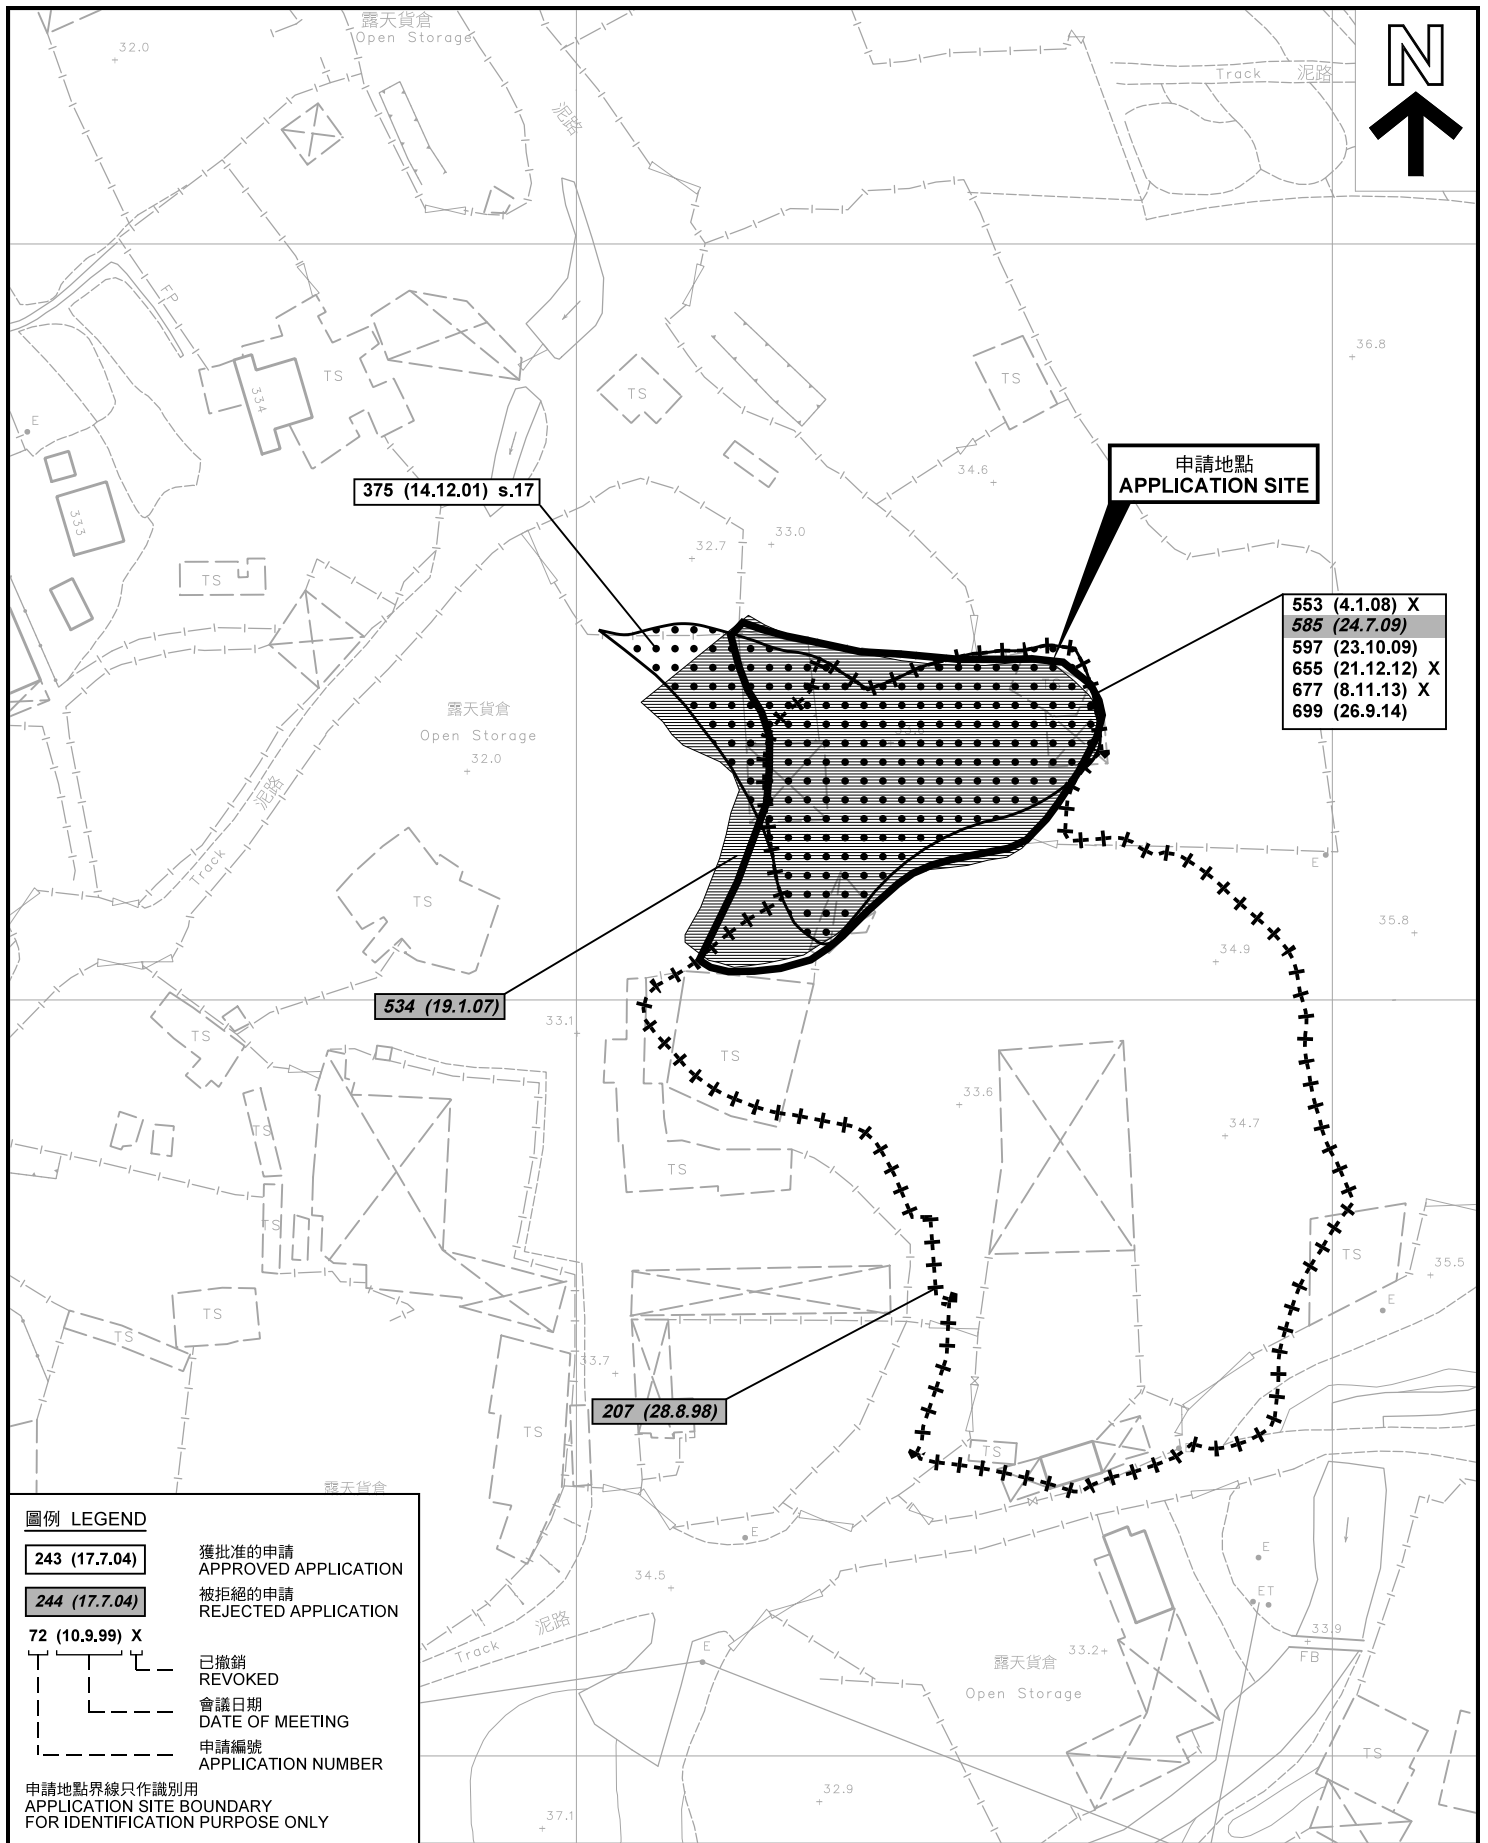 露天貨倉
Open Storage
32.0
N
Track 泥路
泥路
FP
TS
334
TS
TS
36.8
E
333
TS
34.6
申請地點
APPLICATION SITE
375 (14.12.01) s.17
33.0
32.7
553 (4.1.08) X
585 (24.7.09)
597 (23.10.09)
655 (21.12.12) X
677 (8.11.13) X
699 (26.9.14)
露天貨倉
Open Storage
32.0
泥路
Track
E
TS
35.8
34.9
534 (19.1.07)
33.1
TS
TS
33.6
34.7
TS
TS
TS
TS
35.5
E
TS
TS
33.7
207 (28.8.98)
TS
TS
露天貨倉
E
34.5
泥路
Track
E
E
ET
33.9
FB
33.2
露天貨倉
Open Storage
TS
32.9
37.1
圖例 LEGEND
243 (17.7.04)
獲批准的申請
APPROVED APPLICATION
244 (17.7.04)
被拒絕的申請
REJECTED APPLICATION
72 (10.9.99) X
已撤銷
REVOKED
會議日期
DATE OF MEETING
申請編號
APPLICATION NUMBER
申請地點界線只作識別用
APPLICATION SITE BOUNDARY
FOR IDENTIFICATION PURPOSE ONLY